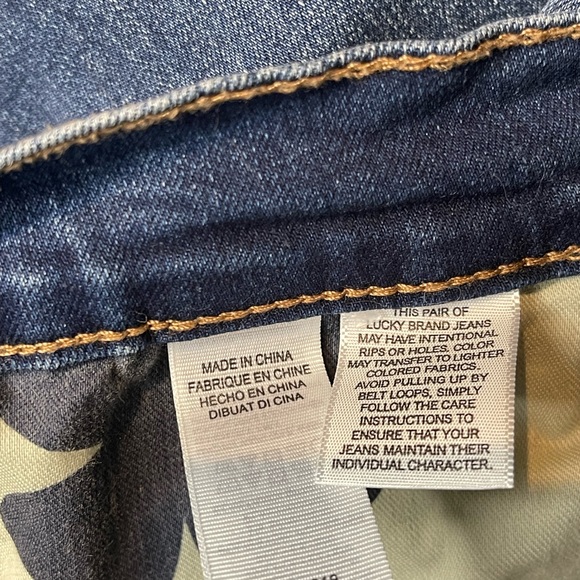 MADE IN CHINA
FABRIQUE EN CHINE
HECHO EN CHINA
DIBUAT DI CINA
THIS PAIR OF
LUCKY BRAND JEANS
MAY HAVE INTENTIONAL
RIPS OR HOLES. COLOR
MAY TRANSFER TO LIGHTER
COLORED FABRICS.
AVOID PULLING UP BY
BELT LOOPS, SIMPLY
FOLLOW THE CARE
INSTRUCTIONS TO
ENSURE THAT YOUR
JEANS MAINTAIN THEIR
INDIVIDUAL CHARACTER.